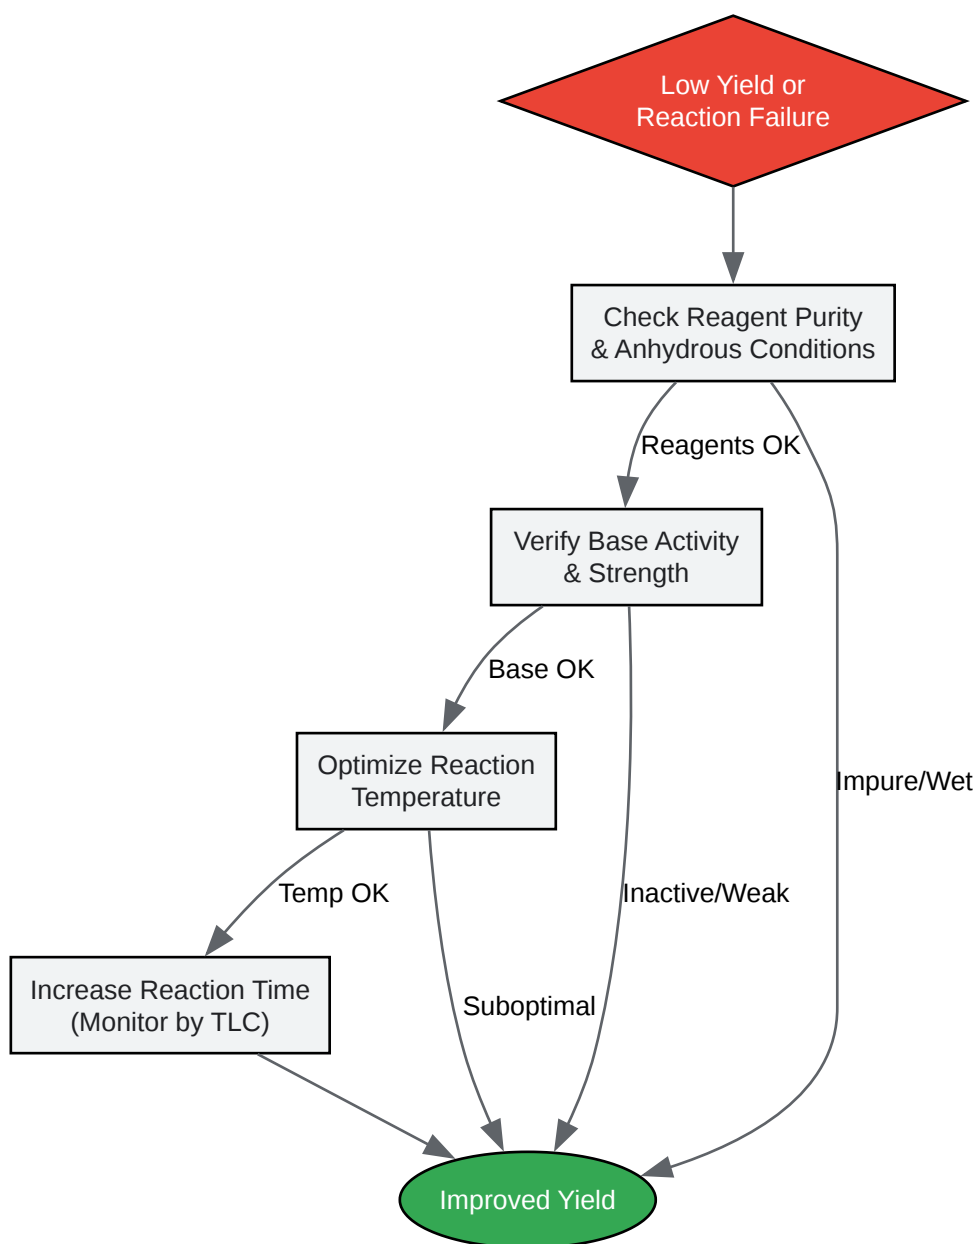 Low Yield or
Reaction Failure
Check Reagent Purity
& Anhydrous Conditions
Reagents OK
Verify Base Activity
& Strength
Base OK
Optimize Reaction
Temperature
Impure/Wet
Temp OK
Inactive/Weak
Increase Reaction Time
(Monitor by TLC)
Suboptimal
Improved Yield